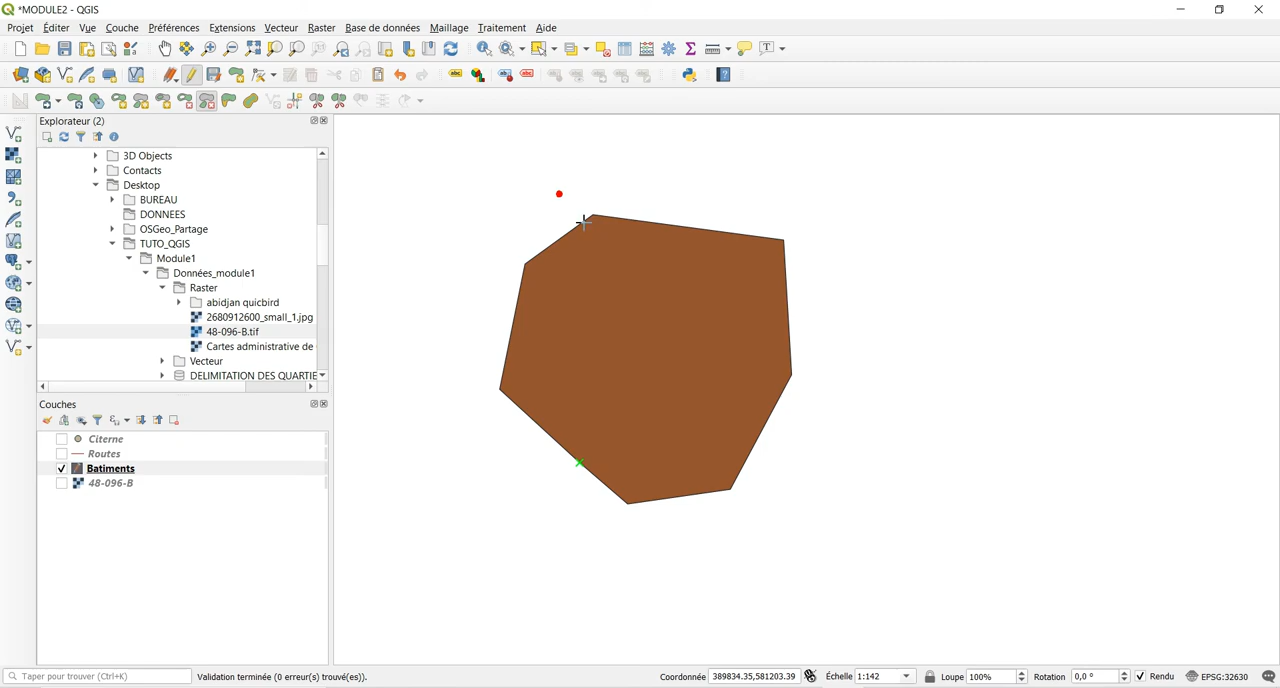 *MODULE2 - QGIS
Projet Éditer Vue Couche Préférences Extensions Vecteur Raster Base de données Maillage Traitement Aide
Explorateur (2)
3D Objects
Contacts
Desktop
BUREAU
DONNEES
OSGeo_Partage
TUTO_QGIS
Module1
Données_module1
Raster
abidjan quicbird
2680912600_small_1.jpg
48-096-B.tif
Cartes administrative de
Vecteur
DELIMITATION DES QUARTIE
Couches
Citerne
Routes
Batiments
48-096-B
Taper pour trouver (Ctrl+K) Validation terminée (0 erreur(s) trouvé(es)). Coordonnée 389834.35,581203.39 Échelle 1:142 Loupe 100% Rotation 0,0 ° Rendu EPSG:32630